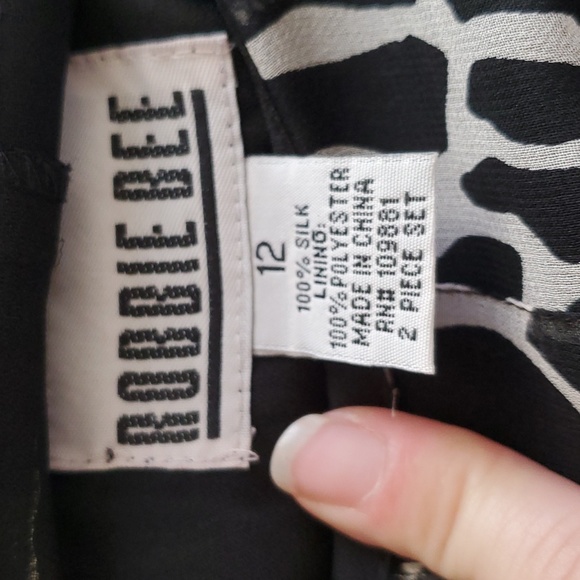 ROBBIE BEE
12
100% SILK
LINING:
100% POLYESTER
MADE IN CHINA
RN# 109881
2 PIECE SET